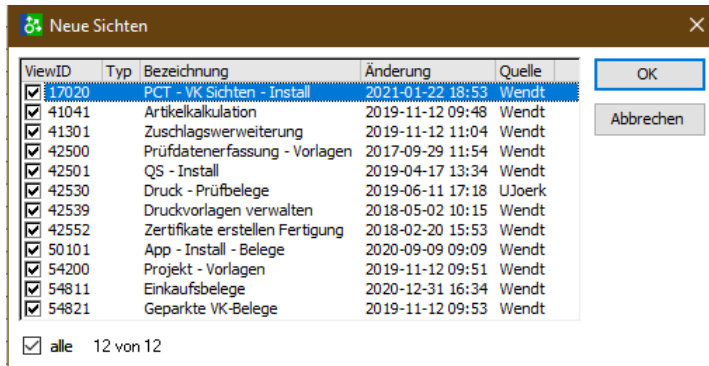 Neue Sichten
ViewID Typ Bezeichnung Änderung Quelle
17020 PCT - VK Sichten - Install 2021-01-22 18:53 Wendt
41041 Artikelkalkulation 2019-11-12 09:48 Wendt
41301 Zuschlagswerweiterung 2019-11-12 11:04 Wendt
42500 Prüfdatenerfassung - Vorlagen 2017-09-29 11:54 Wendt
42501 QS - Install 2019-04-17 13:34 Wendt
42530 Druck - Prüfbelege 2019-06-11 17:18 UJoerk
42539 Druckvorlagen verwalten 2018-05-02 10:15 Wendt
42552 Zertifikate erstellen Fertigung 2018-02-20 15:53 Wendt
50101 App - Install - Belege 2020-09-09 09:09 Wendt
54200 Projekt - Vorlagen 2019-11-12 09:51 Wendt
54811 Einkaufsbelege 2020-12-31 16:34 Wendt
54821 Geparkte VK-Belege 2019-11-12 09:53 Wendt
OK
Abbrechen
alle 12 von 12